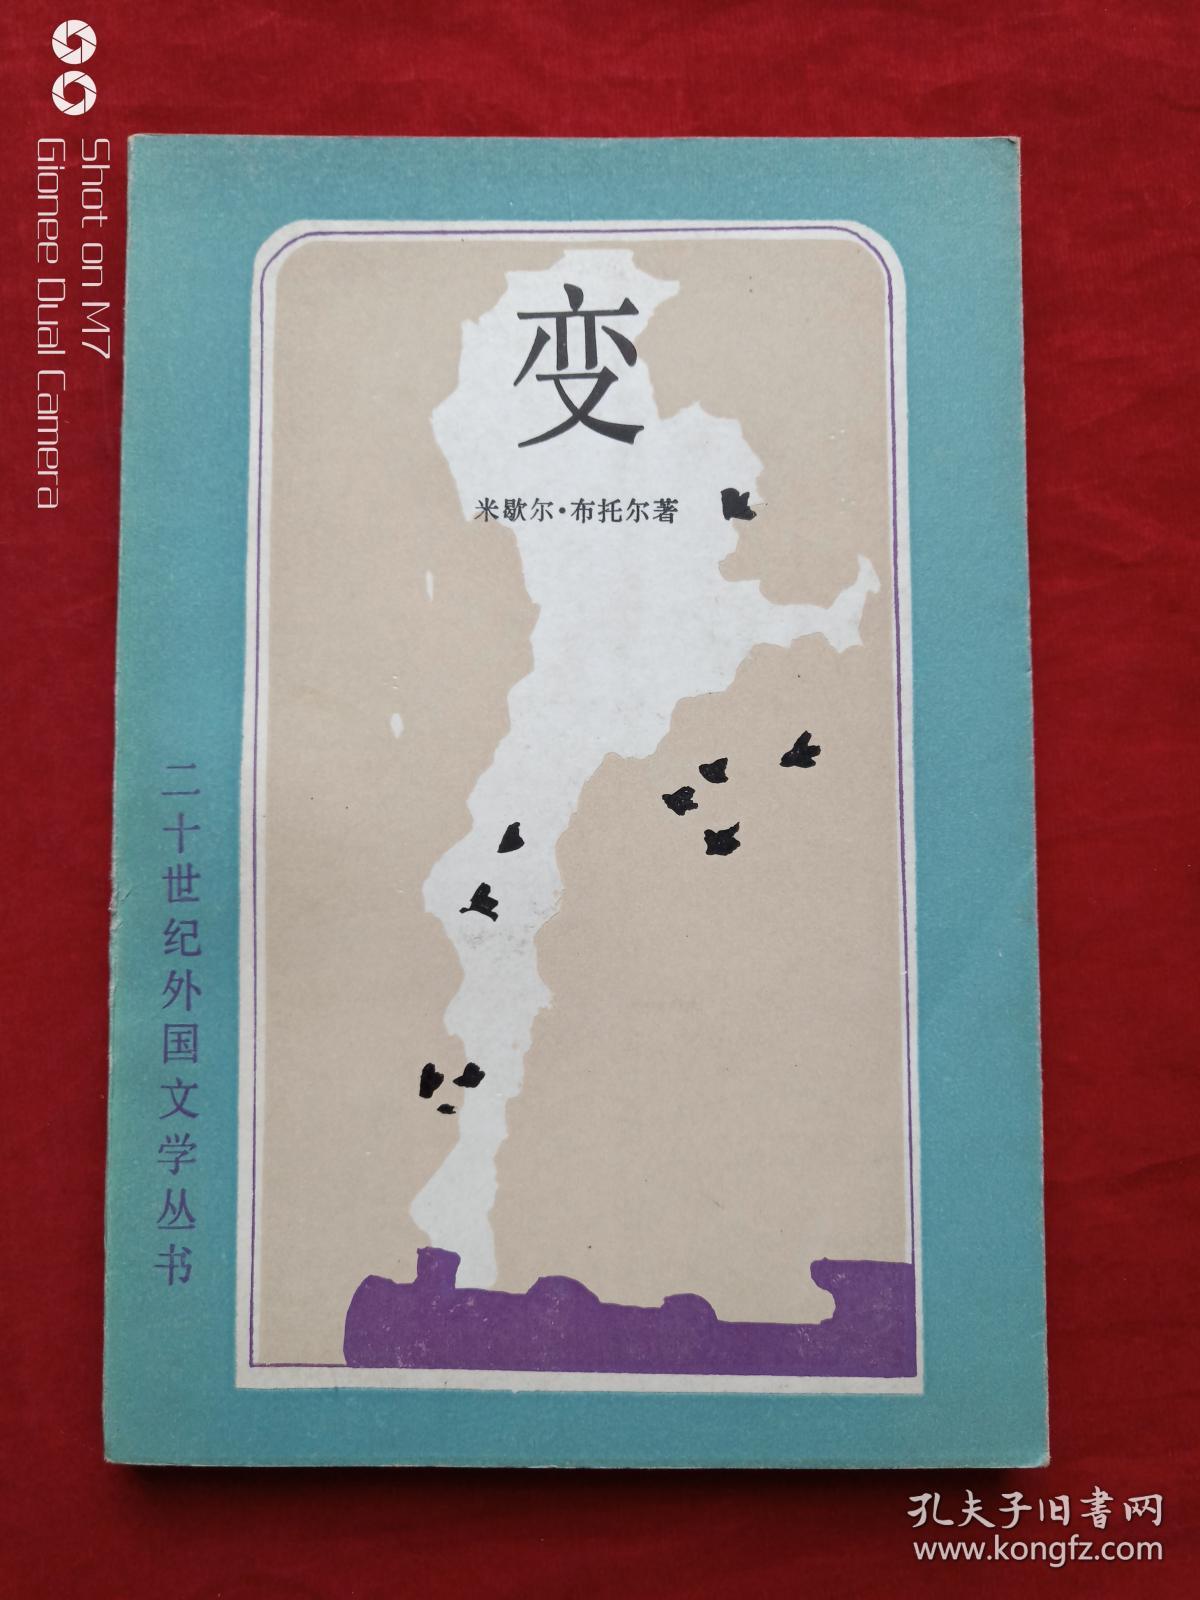 Shot on M7
Gionee Dual Camera
变
米歇尔·布托尔著
二十世纪外国文学丛书
孔夫子旧书网
www.kongfz.com